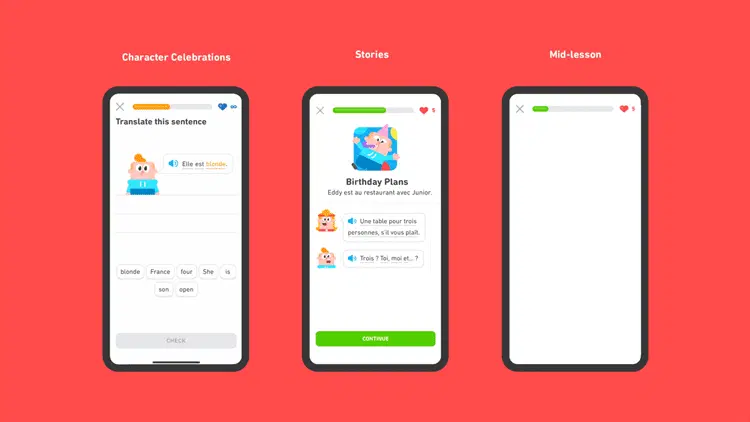 Character Celebrations
Translate this sentence
Elle est blonde.
blonde France four She is
son open
CHECK
Stories
5
Birthday Plans
Eddy est au restaurant avec Junior.
Une table pour trois
personnes, s'il vous plaît.
Trois ? Toi, moi et... ?
CONTINUE
Mid-lesson
5